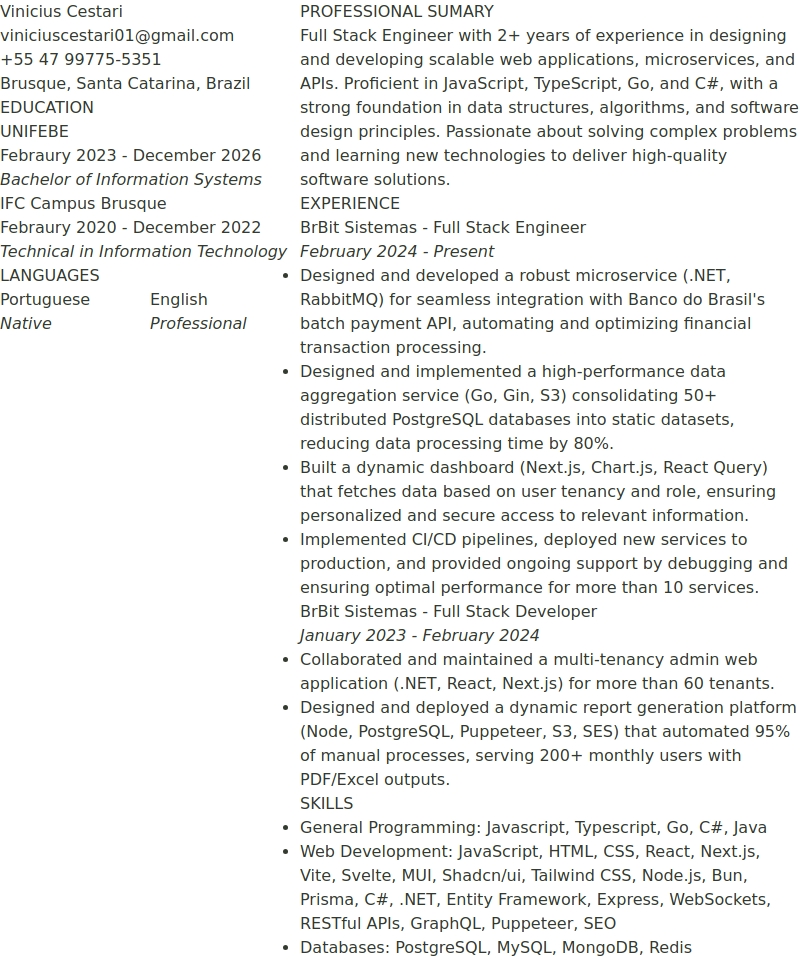 Vinicius Cestari
viniciuscestari01@gmail.com
+55 47 99775-5351
Brusque, Santa Catarina, Brazil
EDUCATION
UNIFEBE
Febraury 2023 - December 2026
Bachelor of Information Systems
IFC Campus Brusque
Febraury 2020 - December 2022
Technical in Information Technology
LANGUAGES
Portuguese English
Native Professional
PROFESSIONAL SUMARY
Full Stack Engineer with 2+ years of experience in designing
and developing scalable web applications, microservices, and
APIs. Proficient in JavaScript, TypeScript, Go, and C#, with a
strong foundation in data structures, algorithms, and software
design principles. Passionate about solving complex problems
and learning new technologies to deliver high-quality
software solutions.
EXPERIENCE
BrBit Sistemas - Full Stack Engineer
February 2024 - Present
• Designed and developed a robust microservice (.NET,
RabbitMQ) for seamless integration with Banco do Brasil's
batch payment API, automating and optimizing financial
transaction processing.
• Designed and implemented a high-performance data
aggregation service (Go, Gin, S3) consolidating 50+
distributed PostgreSQL databases into static datasets,
reducing data processing time by 80%.
• Built a dynamic dashboard (Next.js, Chart.js, React Query)
that fetches data based on user tenancy and role, ensuring
personalized and secure access to relevant information.
• Implemented CI/CD pipelines, deployed new services to
production, and provided ongoing support by debugging and
ensuring optimal performance for more than 10 services.
BrBit Sistemas - Full Stack Developer
January 2023 - February 2024
• Collaborated and maintained a multi-tenancy admin web
application (.NET, React, Next.js) for more than 60 tenants.
• Designed and deployed a dynamic report generation platform
(Node, PostgreSQL, Puppeteer, S3, SES) that automated 95%
of manual processes, serving 200+ monthly users with
PDF/Excel outputs.
SKILLS
• General Programming: Javascript, Typescript, Go, C#, Java
• Web Development: JavaScript, HTML, CSS, React, Next.js,
Vite, Svelte, MUI, Shadcn/ui, Tailwind CSS, Node.js, Bun,
Prisma, C#, .NET, Entity Framework, Express, WebSockets,
RESTful APIs, GraphQL, Puppeteer, SEO
• Databases: PostgreSQL, MySQL, MongoDB, Redis